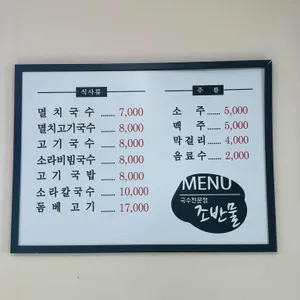 식사류
멸치국수 ...... 7,000
멸치고기국수 ...... 8,000
고기국수 ...... 8,000
소라비빔국수 ...... 8,000
고기국밥 ...... 8,000
소라칼국수 ...... 10,000
돔베고기 ...... 17,000
주류
소주 ...... 5,000
맥주 ...... 5,000
막걸리 ...... 4,000
음료수 ...... 2,000
MENU
국수전문점
조반물